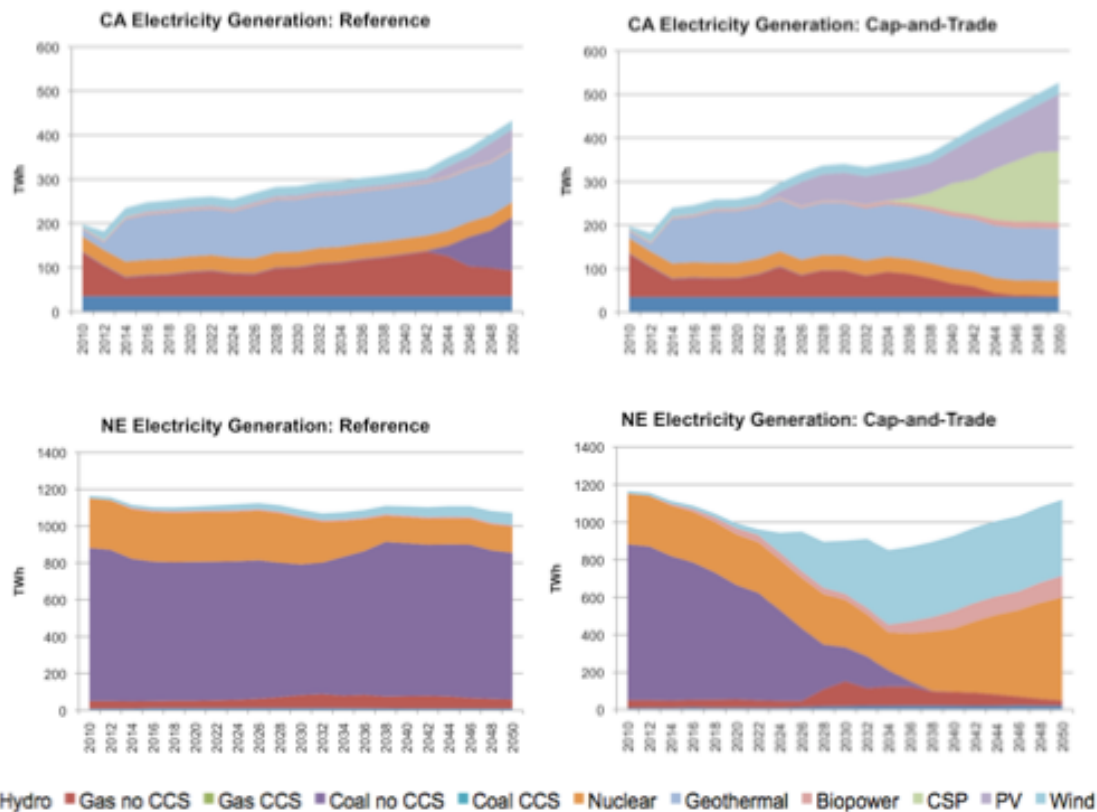 CA Electricity Generation: Reference
600
500
400
300
200
100
0
TWh
2010 2012 2014 2016 2018 2020 2022 2024 2026 2028 2030 2032 2034 2036 2038 2040 2042 2044 2046 2048 2050
CA Electricity Generation: Cap-and-Trade
600
500
400
300
200
100
0
TWh
2010 2012 2014 2016 2018 2020 2022 2024 2026 2028 2030 2032 2034 2036 2038 2040 2042 2044 2046 2048 2050
NE Electricity Generation: Reference
1400
1200
1000
800
600
400
200
0
TWh
2010 2012 2014 2016 2018 2020 2022 2024 2026 2028 2030 2032 2034 2036 2038 2040 2042 2044 2046 2048 2050
NE Electricity Generation: Cap-and-Trade
1400
1200
1000
800
600
400
200
0
TWh
2010 2012 2014 2016 2018 2020 2022 2024 2026 2028 2030 2032 2034 2036 2038 2040 2042 2044 2046 2048 2050
Hydro Gas no CCS Gas CCS Coal no CCS Coal CCS Nuclear Geothermal Biopower CSP PV Wind